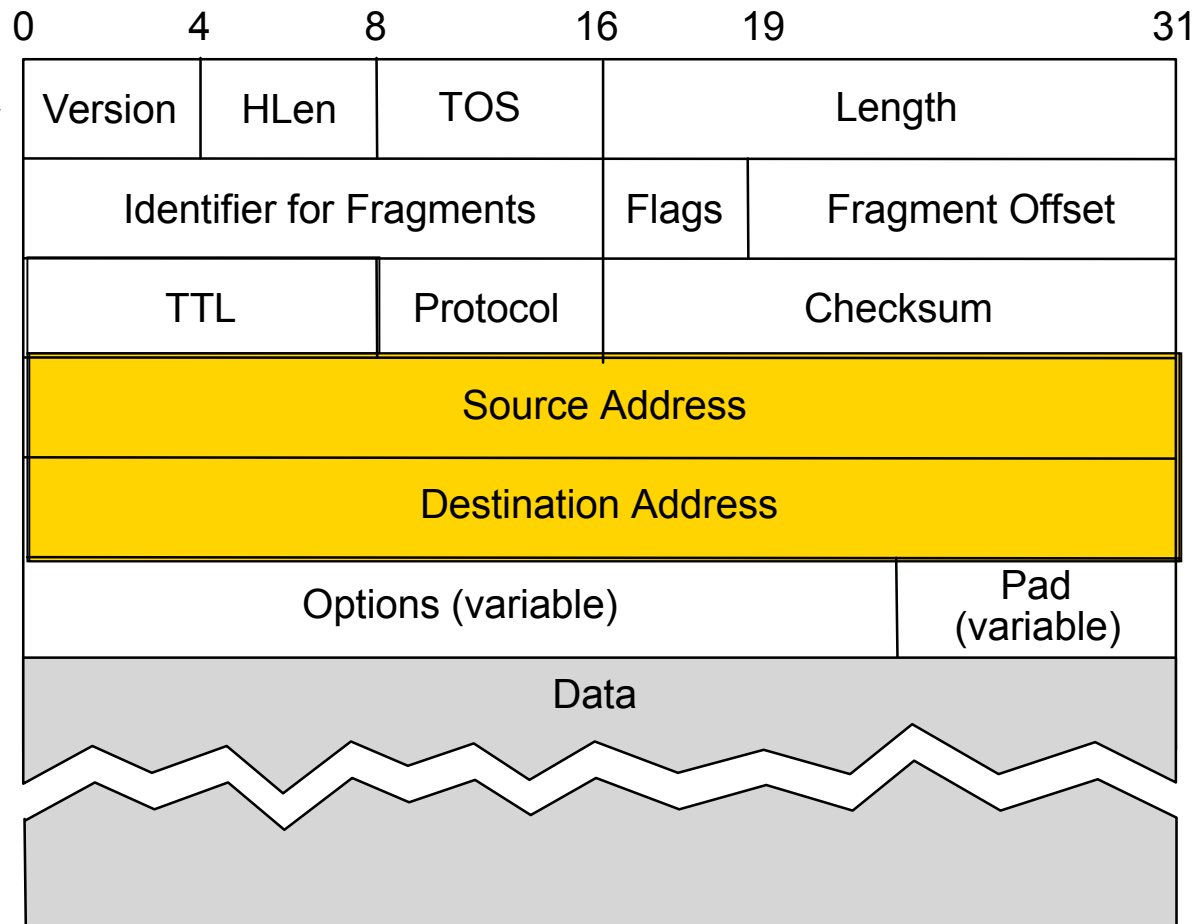 0 4 8 16 19 31
Version HLen TOS Length
Identifier for Fragments Flags Fragment Offset
TTL Protocol Checksum
Source Address
Destination Address
Options (variable) Pad
(variable)
Data